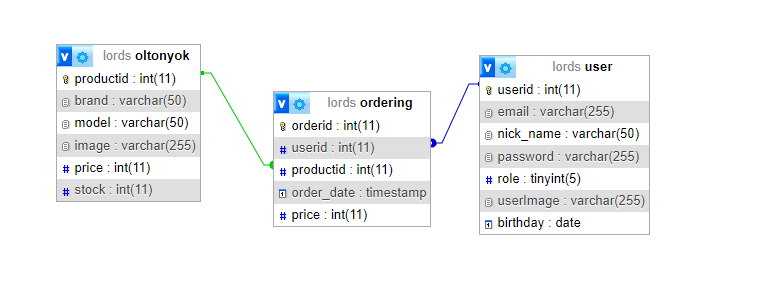 lords oltonyok
productid : int(11)
brand : varchar(50)
model : varchar(50)
image : varchar(255)
price : int(11)
stock : int(11)
lords ordering
orderid : int(11)
userid : int(11)
productid : int(11)
order_date : timestamp
price : int(11)
lords user
userid : int(11)
email : varchar(255)
nick_name : varchar(50)
password : varchar(255)
role : tinyint(5)
userImage : varchar(255)
birthday : date